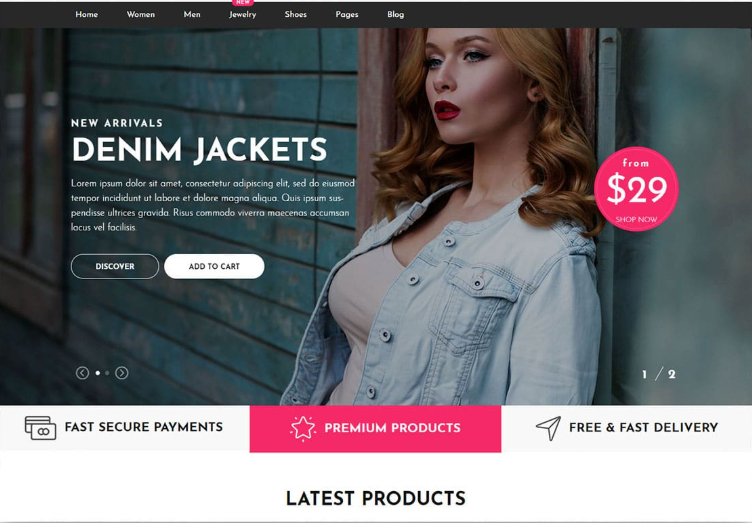 NEW
Home Women Men Jewelry Shoes Pages Blog
NEW ARRIVALS
DENIM JACKETS
Lorem ipsum dolor sit amet, consectetur adipiscing elit, sed do eiusmod
tempor incididunt ut labore et dolore magna aliqua. Quis ipsum sus-
pendisse ultrices gravida. Risus commodo viverra maecenas accumsan
lacus vel facilisis.
from
$29
SHOP NOW
DISCOVER ADD TO CART
1 / 2
FAST SECURE PAYMENTS PREMIUM PRODUCTS FREE & FAST DELIVERY
LATEST PRODUCTS